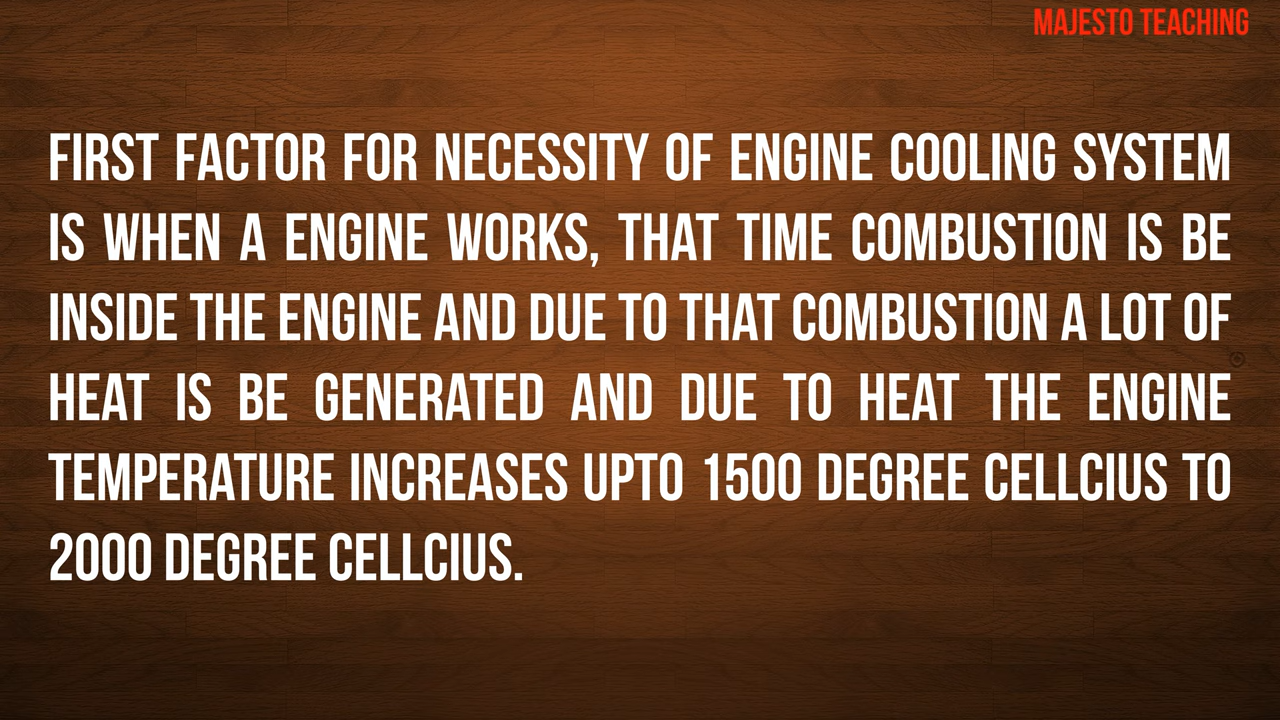 MAJESTO TEACHING
FIRST FACTOR FOR NECESSITY OF ENGINE COOLING SYSTEM
IS WHEN A ENGINE WORKS, THAT TIME COMBUSTION IS BE
INSIDE THE ENGINE AND DUE TO THAT COMBUSTION A LOT OF
HEAT IS BE GENERATED AND DUE TO HEAT THE ENGINE
TEMPERATURE INCREASES UPTO 1500 DEGREE CELLCIUS TO
2000 DEGREE CELLCIUS.